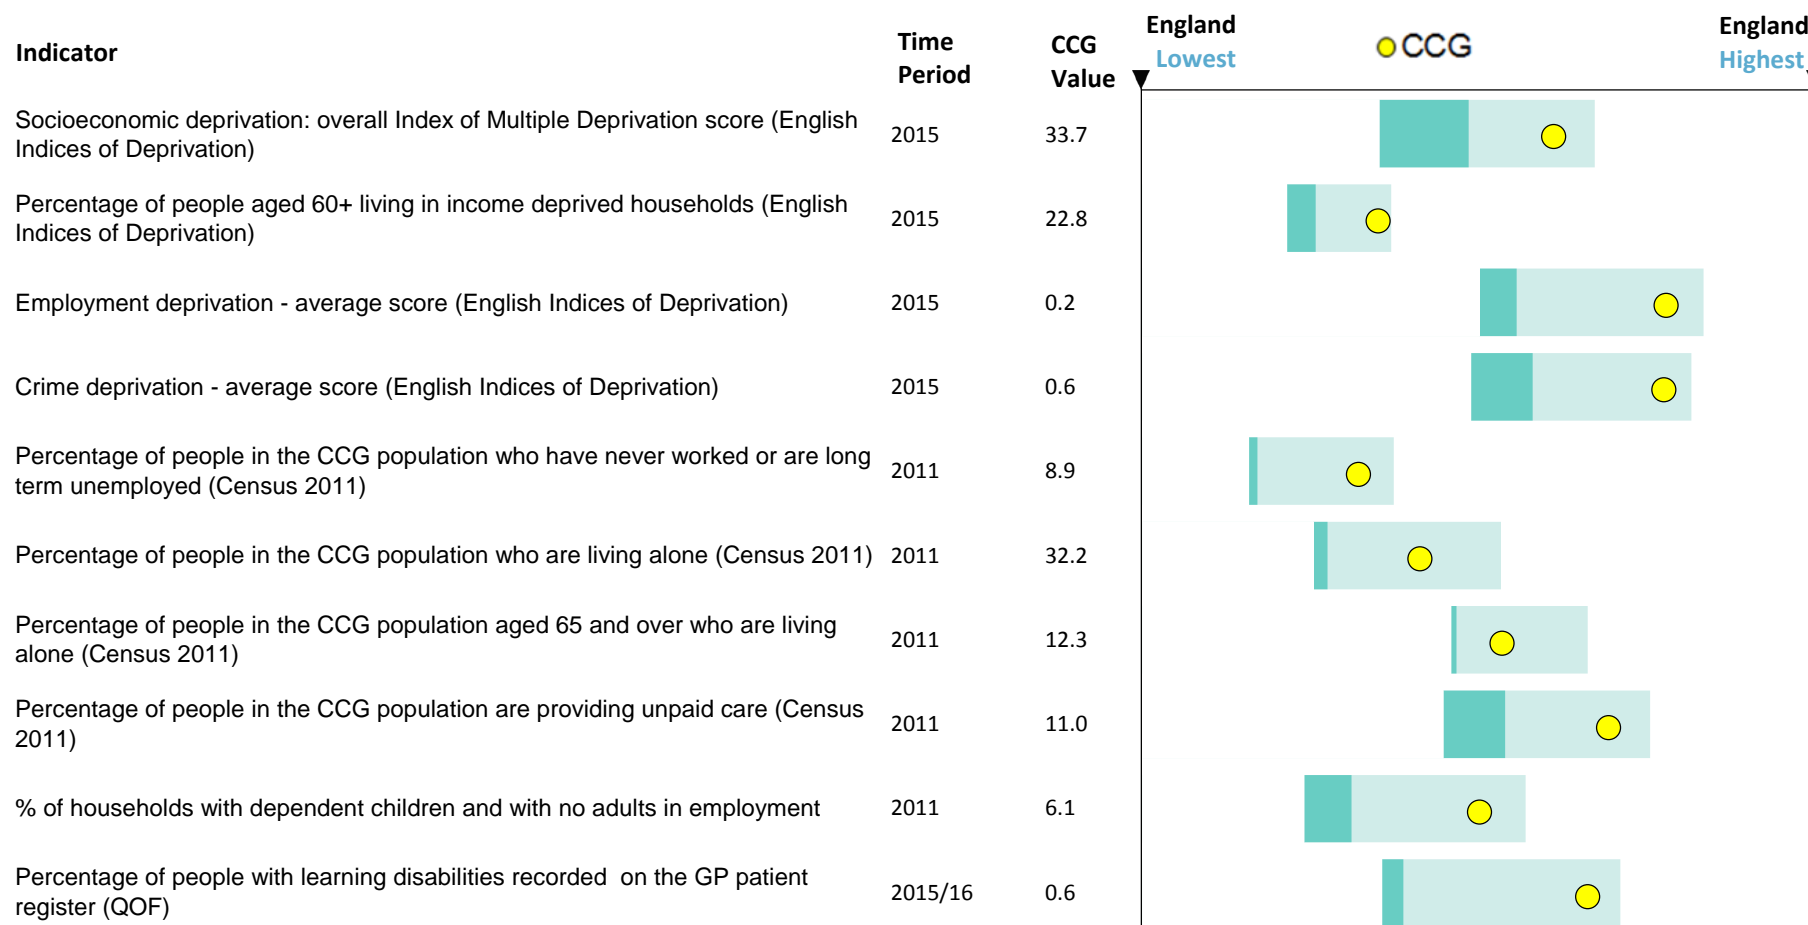 Indicator
Time
Period
CCG
Value
England
Lowest
CCG
England
Highest
Socioeconomic deprivation: overall Index of Multiple Deprivation score (English
Indices of Deprivation)
2015
33.7
Percentage of people aged 60+ living in income deprived households (English
Indices of Deprivation)
2015
22.8
Employment deprivation - average score (English Indices of Deprivation)
2015
0.2
Crime deprivation - average score (English Indices of Deprivation)
2015
0.6
Percentage of people in the CCG population who have never worked or are long
term unemployed (Census 2011)
2011
8.9
Percentage of people in the CCG population who are living alone (Census 2011)
2011
32.2
Percentage of people in the CCG population aged 65 and over who are living
alone (Census 2011)
2011
12.3
Percentage of people in the CCG population are providing unpaid care (Census
2011)
2011
11.0
% of households with dependent children and with no adults in employment
2011
6.1
Percentage of people with learning disabilities recorded  on the GP patient
register (QOF)
2015/16
0.6